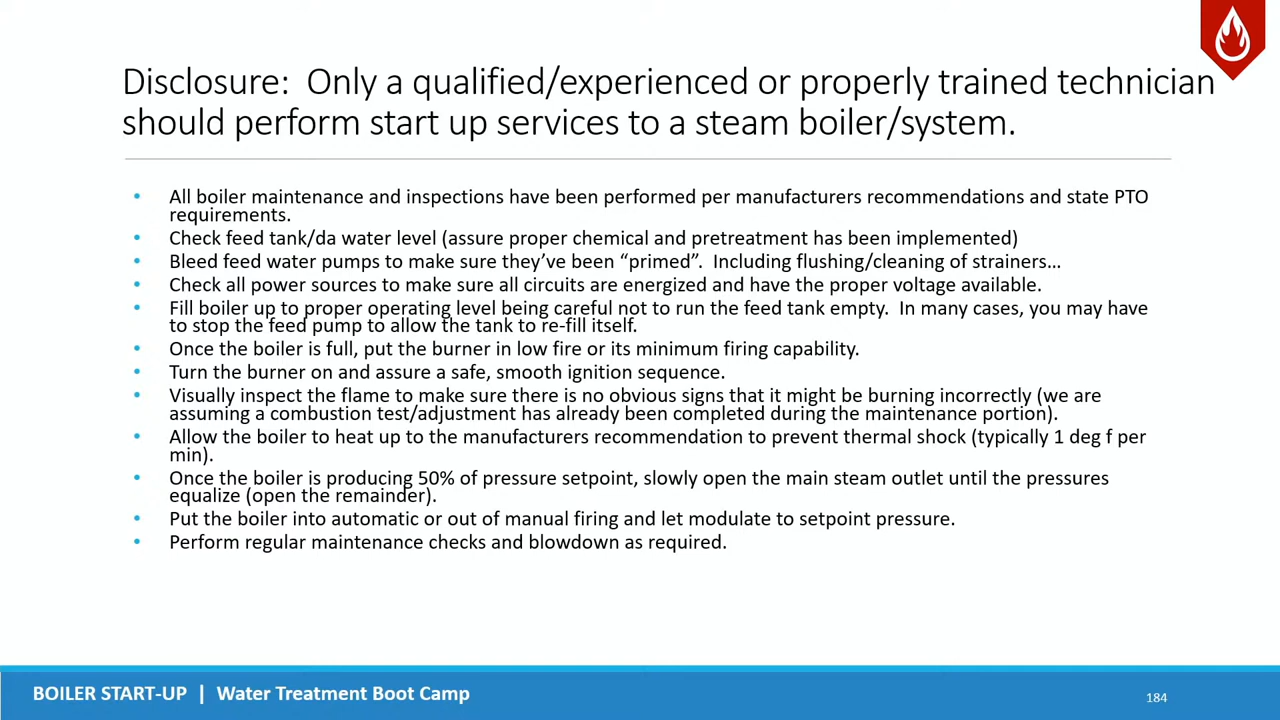 Disclosure: Only a qualified/experienced or properly trained technician
should perform start up services to a steam boiler/system.
• All boiler maintenance and inspections have been performed per manufacturers recommendations and state PTO
requirements.
• Check feed tank/da water level (assure proper chemical and pretreatment has been implemented)
• Bleed feed water pumps to make sure they’ve been “primed”. Including flushing/cleaning of strainers…
• Check all power sources to make sure all circuits are energized and have the proper voltage available.
• Fill boiler up to proper operating level being careful not to run the feed tank empty. In many cases, you may have
to stop the feed pump to allow the tank to re-fill itself.
• Once the boiler is full, put the burner in low fire or its minimum firing capability.
• Turn the burner on and assure a safe, smooth ignition sequence.
• Visually inspect the flame to make sure there is no obvious signs that it might be burning incorrectly (we are
assuming a combustion test/adjustment has already been completed during the maintenance portion).
• Allow the boiler to heat up to the manufacturers recommendation to prevent thermal shock (typically 1 deg f per
min).
• Once the boiler is producing 50% of pressure setpoint, slowly open the main steam outlet until the pressures
equalize (open the remainder).
• Put the boiler into automatic or out of manual firing and let modulate to setpoint pressure.
• Perform regular maintenance checks and blowdown as required.
BOILER START-UP | Water Treatment Boot Camp
184